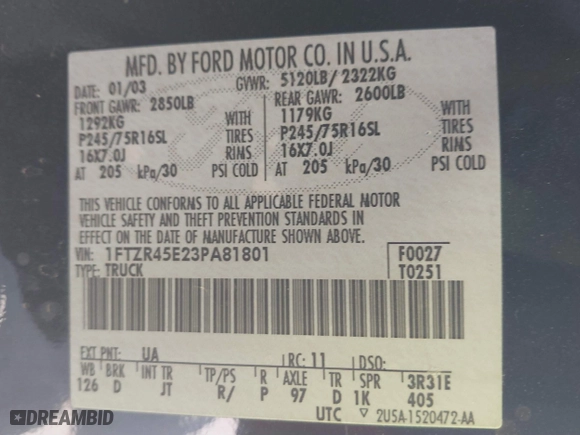 MFD. BY FORD MOTOR CO. IN U.S.A.
DATE: 01/03 GVWR: 5120LB/ 2322KG
FRONT GAWR: 2850LB REAR GAWR: 2600LB
1292KG WITH 1179KG WITH
P245/75R16SL TIRES P245/75R16SL TIRES
16X7.0J RIMS 16X7.0J RIMS
AT 205 kPa/30 PSI COLD AT 205 kPa/30 PSI COLD
THIS VEHICLE CONFORMS TO ALL APPLICABLE FEDERAL MOTOR
VEHICLE SAFETY AND THEFT PREVENTION STANDARDS IN
EFFECT ON THE DATE OF MANUFACTURE SHOWN ABOVE.
VIN: 1FTZR45E23PA81801 F0027
TYPE: TRUCK T0251
EXT PNT: UA RC: 11 DSO:
WB BRK INT TR TP/PS R AXLE TR SPR 3R31E
126 D JT R/ P 97 D 1K 405
UTC ▽ 2U5A-1520472-AA
DREAMBID